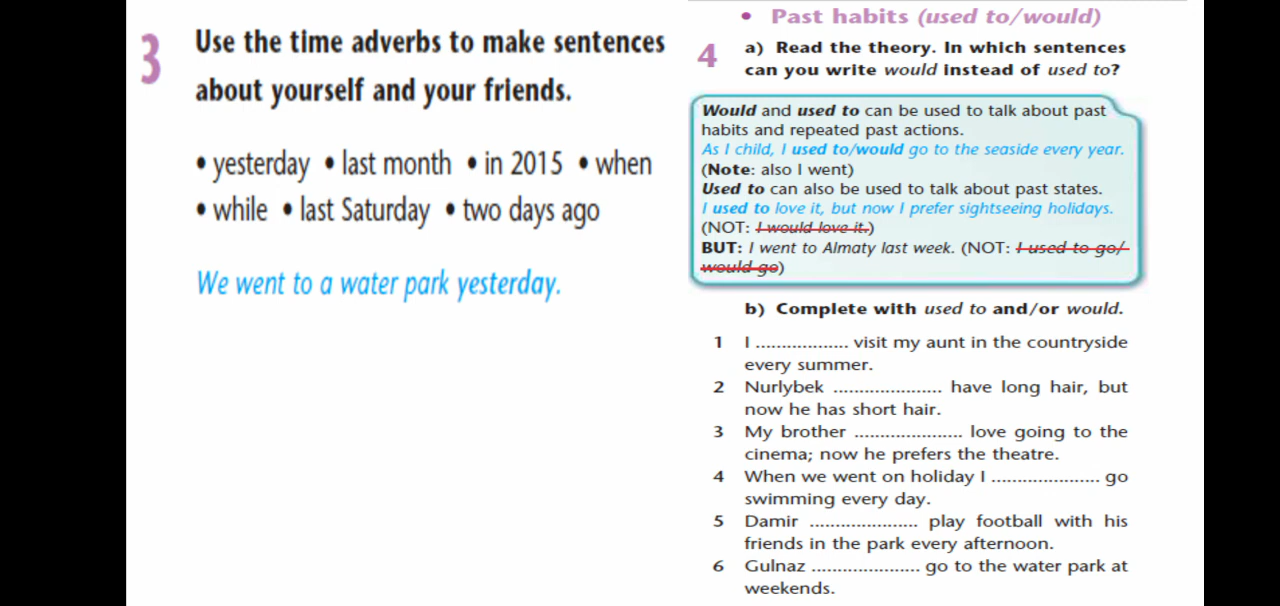 3
Use the time adverbs to make sentences
about yourself and your friends.
• yesterday • last month • in 2015 • when
• while • last Saturday • two days ago
We went to a water park yesterday.
• Past habits (used to/would)
4 a) Read the theory. In which sentences
can you write would instead of used to?
Would and used to can be used to talk about past
habits and repeated past actions.
As I child, I used to/would go to the seaside every year.
(Note: also I went)
Used to can also be used to talk about past states.
I used to love it, but now I prefer sightseeing holidays.
(NOT: I would love it.)
BUT: I went to Almaty last week. (NOT: I used to go/
would go)
b) Complete with used to and/or would.
1 I .................. visit my aunt in the countryside
every summer.
2 Nurlybek ..................... have long hair, but
now he has short hair.
3 My brother ..................... love going to the
cinema; now he prefers the theatre.
4 When we went on holiday I ..................... go
swimming every day.
5 Damir ..................... play football with his
friends in the park every afternoon.
6 Gulnaz ..................... go to the water park at
weekends.